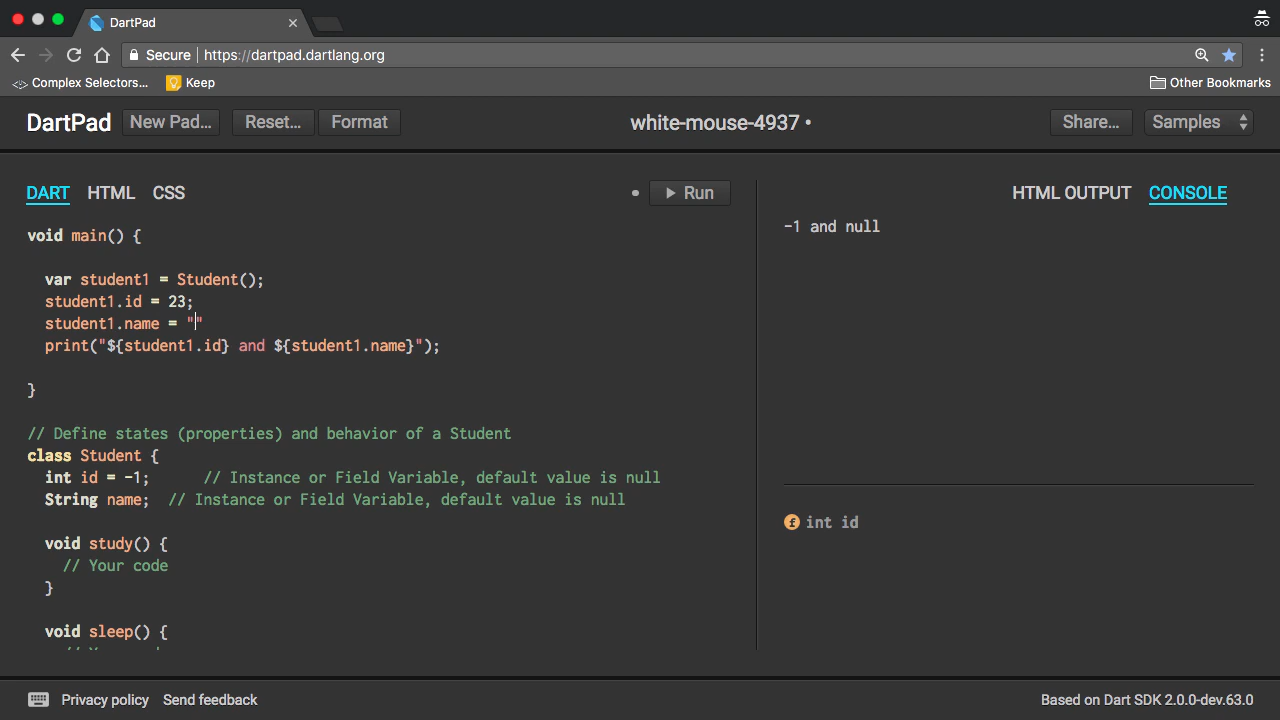 DartPad
Secure https://dartpad.dartlang.org
Complex Selectors... Keep Other Bookmarks
DartPad New Pad... Reset... Format white-mouse-4937 • Share... Samples
DART HTML CSS Run HTML OUTPUT CONSOLE
void main() {
var student1 = Student();
student1.id = 23;
student1.name = ""
print("${student1.id} and ${student1.name}");
}
// Define states (properties) and behavior of a Student
class Student {
int id = -1; // Instance or Field Variable, default value is null
String name; // Instance or Field Variable, default value is null
void study() {
// Your code
}
void sleep() {
-1 and null
f int id
Privacy policy Send feedback Based on Dart SDK 2.0.0-dev.63.0